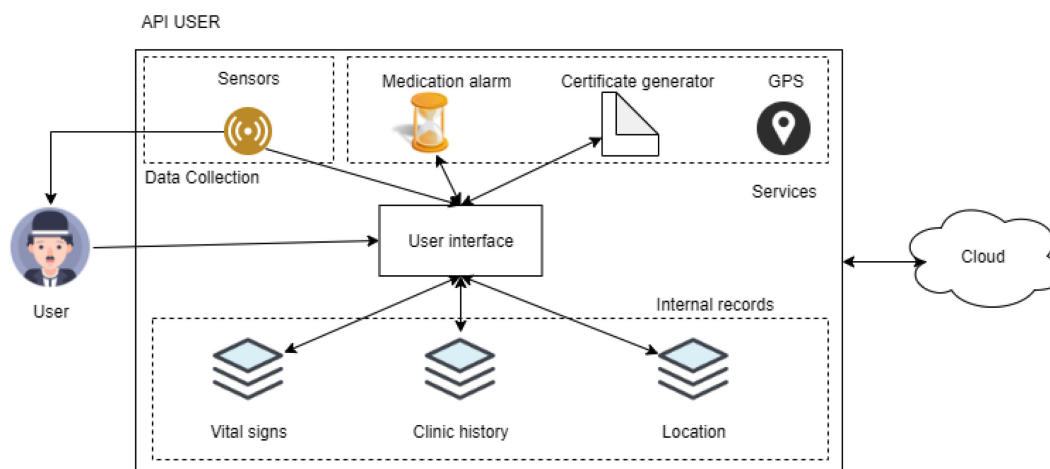 API USER
Sensors
Medication alarm
Certificate generator
GPS
Data Collection
Services
User interface
Cloud
User
Internal records
Vital signs
Clinic history
Location